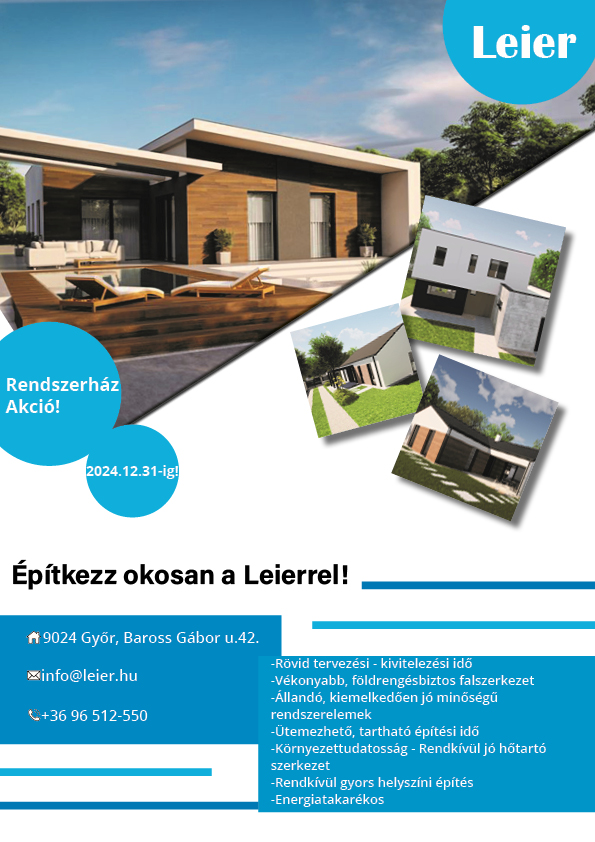 Leier
Rendszerház
Akció!
2024.12.31-ig!
Építkezz okosan a Leierrel!
9024 Győr, Baross Gábor u.42.
info@leier.hu
+36 96 512-550
-Rövid tervezési - kivitelezési idő
-Vékonyabb, földrengésbiztos falszerkezet
-Állandó, kiemelkedően jó minőségű
rendszerelemek
-Ütemezhető, tartható építési idő
-Környezettudatosság - Rendkívül jó hőtartó
szerkezet
-Rendkívül gyors helyszíni építés
-Energiatakarékos